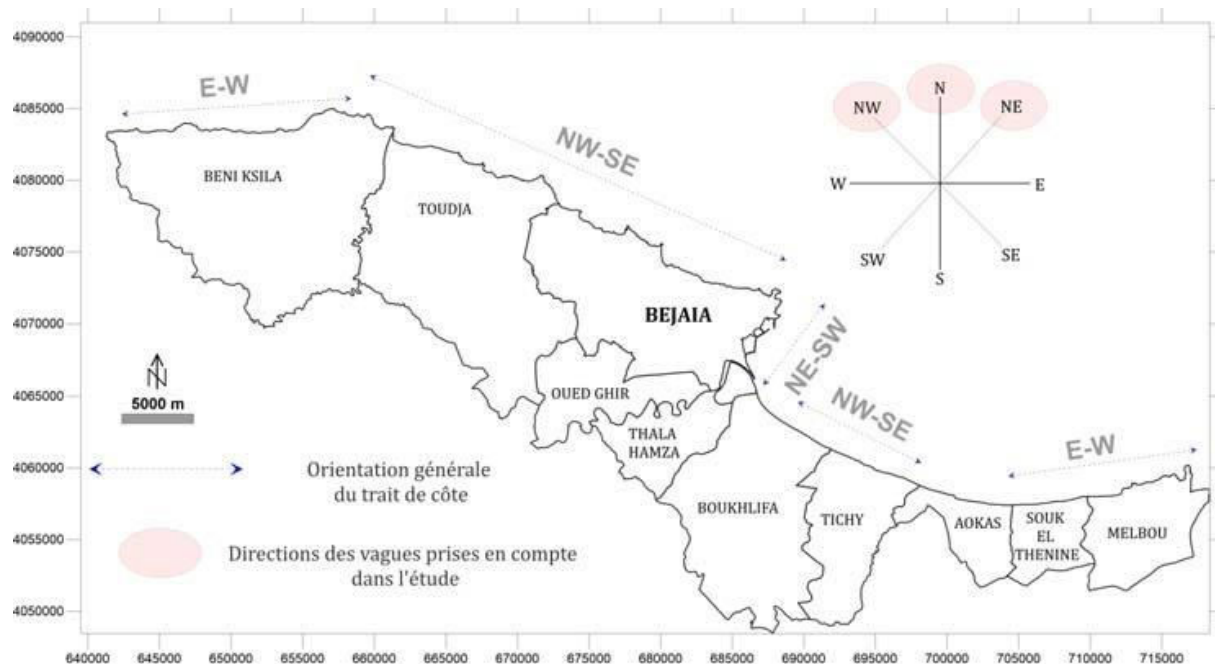 4090000
4085000
4080000
4075000
4070000
4065000
4060000
4055000
4050000
E-W
NW-SE
N
NW
NE
W
E
SW
SE
S
BENI KSILA
TOUDJA
BEJAIA
NE-SW
NW-SE
E-W
OUED GHIR
THALA
HAMZA
BOUKHLIFA
TICHY
AOKAS
SOUK
EL
THENINE
MELBOU
N
5000 m
Orientation générale
du trait de côte
Directions des vagues prises en compte
dans l'étude
640000 645000 650000 655000 660000 665000 670000 675000 680000 685000 690000 695000 700000 705000 710000 715000